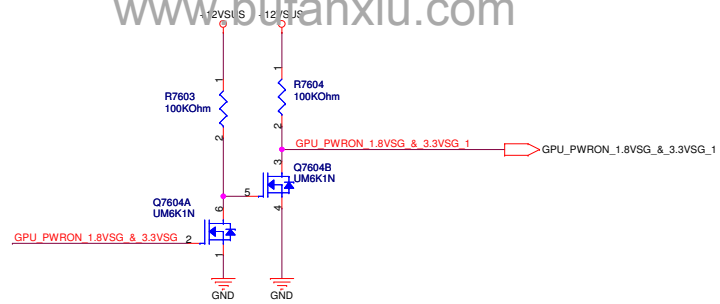 www.bufanxiu.com
+12VSUS +12VSUS
1 1
R7603
100KOhm
R7604
100KOhm
2 2
GPU_PWRON_1.8VSG_&_3.3VSG_1
GPU_PWRON_1.8VSG_&_3.3VSG_1
3
Q7604B
UM6K1N
5
4
Q7604A
UM6K1N
6
GPU_PWRON_1.8VSG_&_3.3VSG 2
1
GND GND